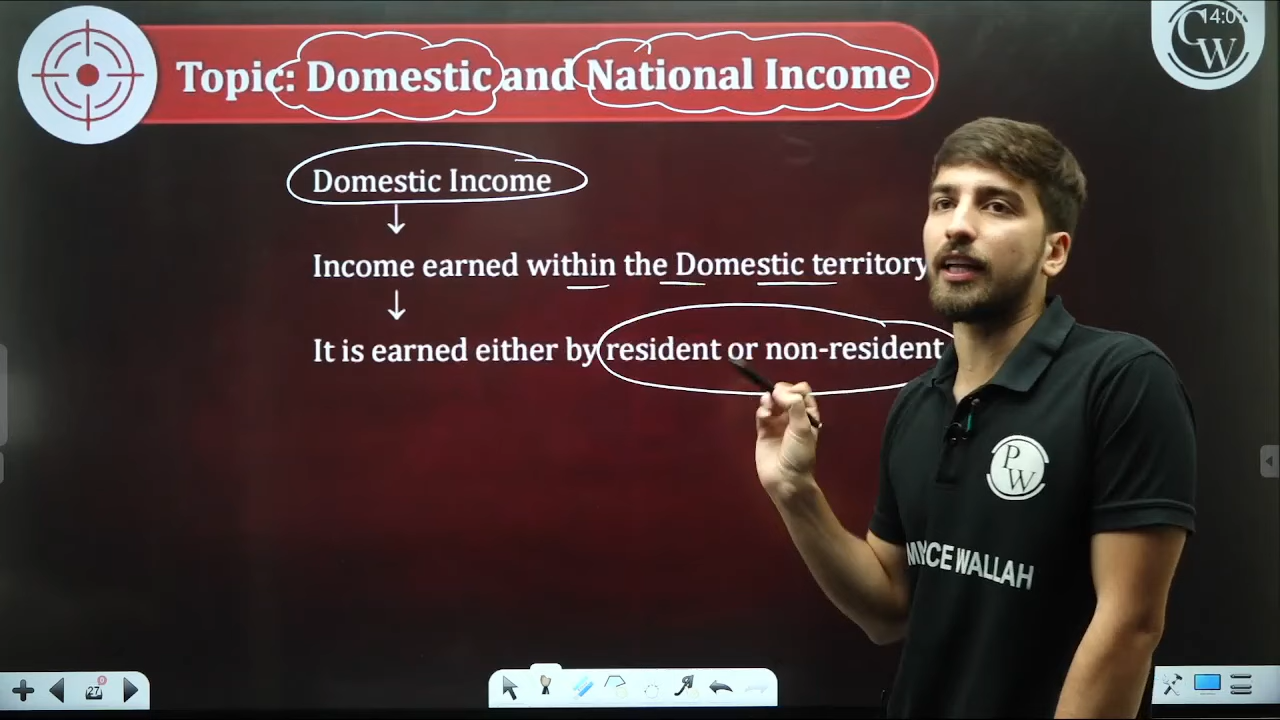 Topic: Domestic and National Income
14:0
CW
Domestic Income
Income earned within the Domestic territory
It is earned either by resident or non-resident
PW
WALLAH
27